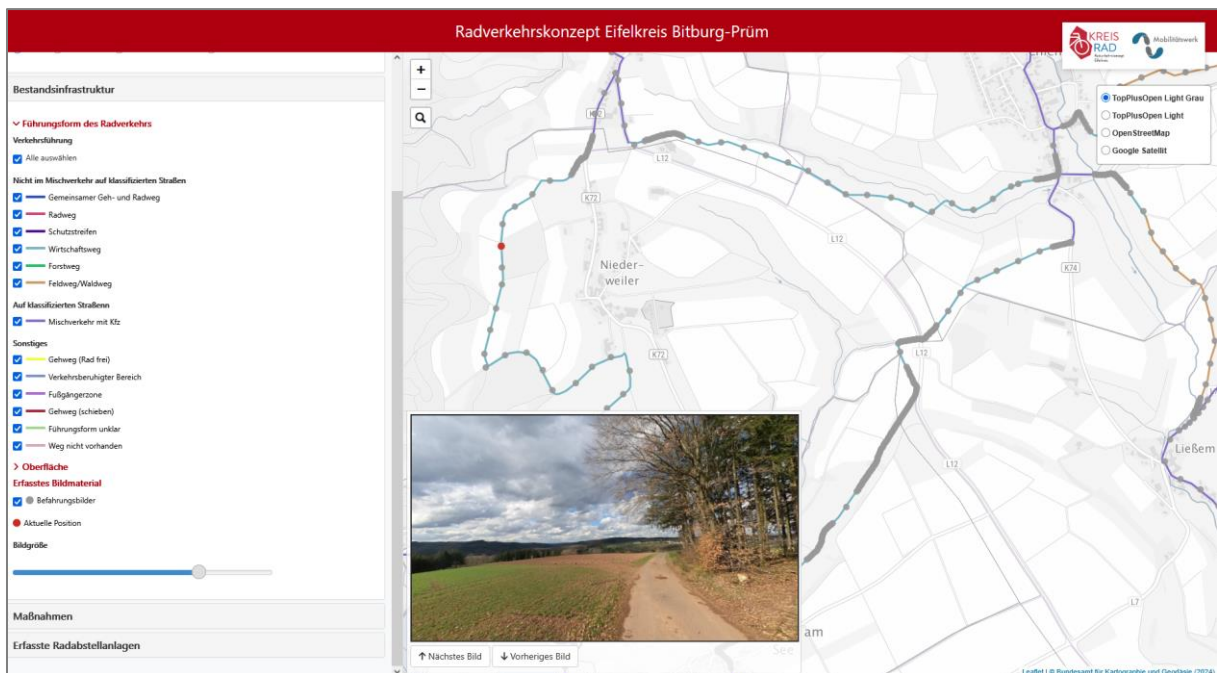 Radverkehrskonzept Eifelkreis Bitburg-Prüm
KREIS
RAD
Mobilitätswerk
Bestandsinfrastruktur
Führungsform des Radverkehrs
Verkehrsführung
Alle auswählen
Nicht im Mischverkehr auf klassifizierten Straßen
Gemeinsamer Geh- und Radweg
Radweg
Schutzstreifen
Wirtschaftsweg
Forstweg
Feldweg/Waldweg
Auf klassifizierten Straßenn
Mischverkehr mit Kfz
Sonstiges
Gehweg (Rad frei)
Verkehrsberuhigter Bereich
Fußgängerzone
Gehweg (schieben)
Führungsform unklar
Weg nicht vorhanden
Oberfläche
Erfasstes Bildmaterial
Befahrungsbilder
Aktuelle Position
Bildgröße
Maßnahmen
Erfasste Radabstellanlagen
+
−
TopPlusOpen Light Grau
TopPlusOpen Light
OpenStreetMap
Google Satellit
L12
K72
L12
Nieder-
weiler
K74
K72
L12
Ließem
L12
L7
am
See
↑ Nächstes Bild
↓ Vorheriges Bild
Leaflet | © Bundesamt für Kartographie und Geodäsie (2024)